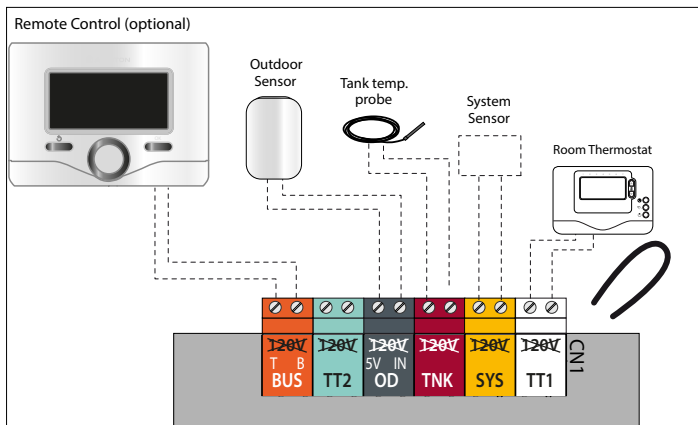 Remote Control (optional)
Outdoor
Sensor
Tank temp.
probe
System
Sensor
Room Thermostat
120V 120V 120V 120V 120V 120V
T B 5V IN
BUS TT2 OD TNK SYS TT1
CN1